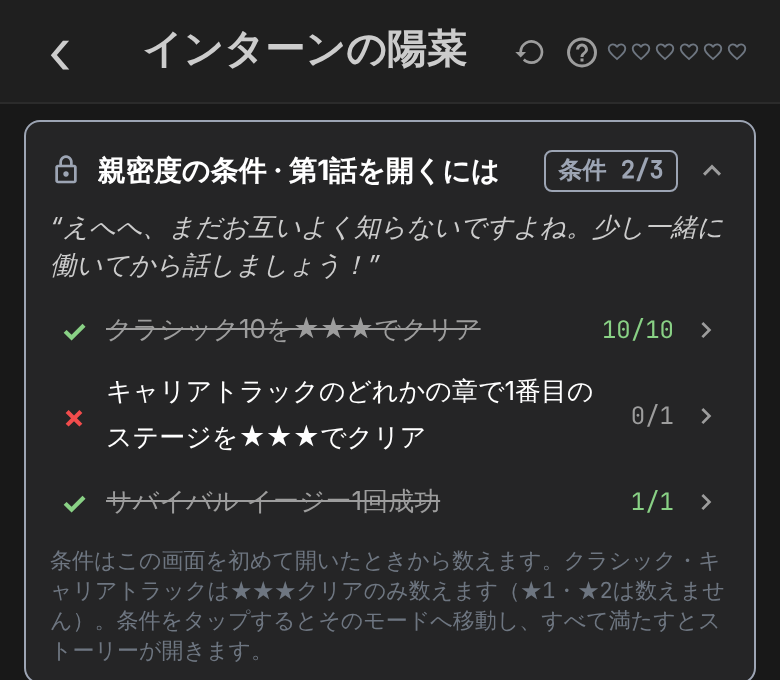 インターンの陽菜
親密度の条件·第1話を開くには
条件 2/3
“えへへ、まだお互いよく知らないですよね。少し一緒に
働いてから話しましょう！”
クラシック10を★★★でクリア
10/10
キャリアトラックのどれかの章で1番目の
ステージを★★★でクリア
0/1
サバイバル イージー1回成功
1/1
条件はこの画面を初めて開いたときから数えます。クラシック・キ
ャリアトラックは★★★クリアのみ数えます（★1・★2は数えませ
ん）。条件をタップするとそのモードへ移動し、すべて満たすとス
トーリーが開きます。